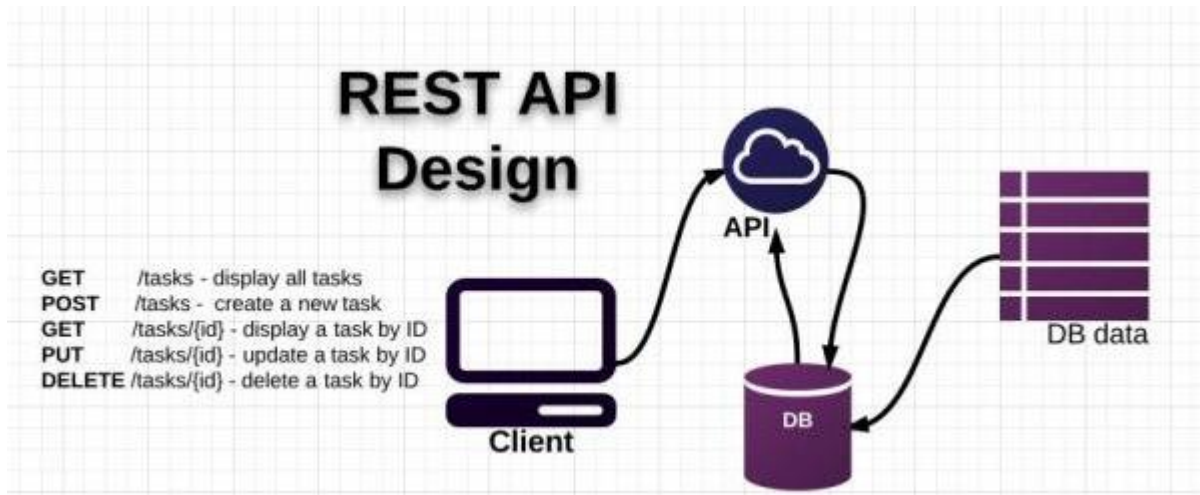 REST API
Design
API
GET /tasks - display all tasks
POST /tasks - create a new task
GET /tasks/{id} - display a task by ID
PUT /tasks/{id} - update a task by ID
DELETE /tasks/{id} - delete a task by ID
Client
DB
DB data